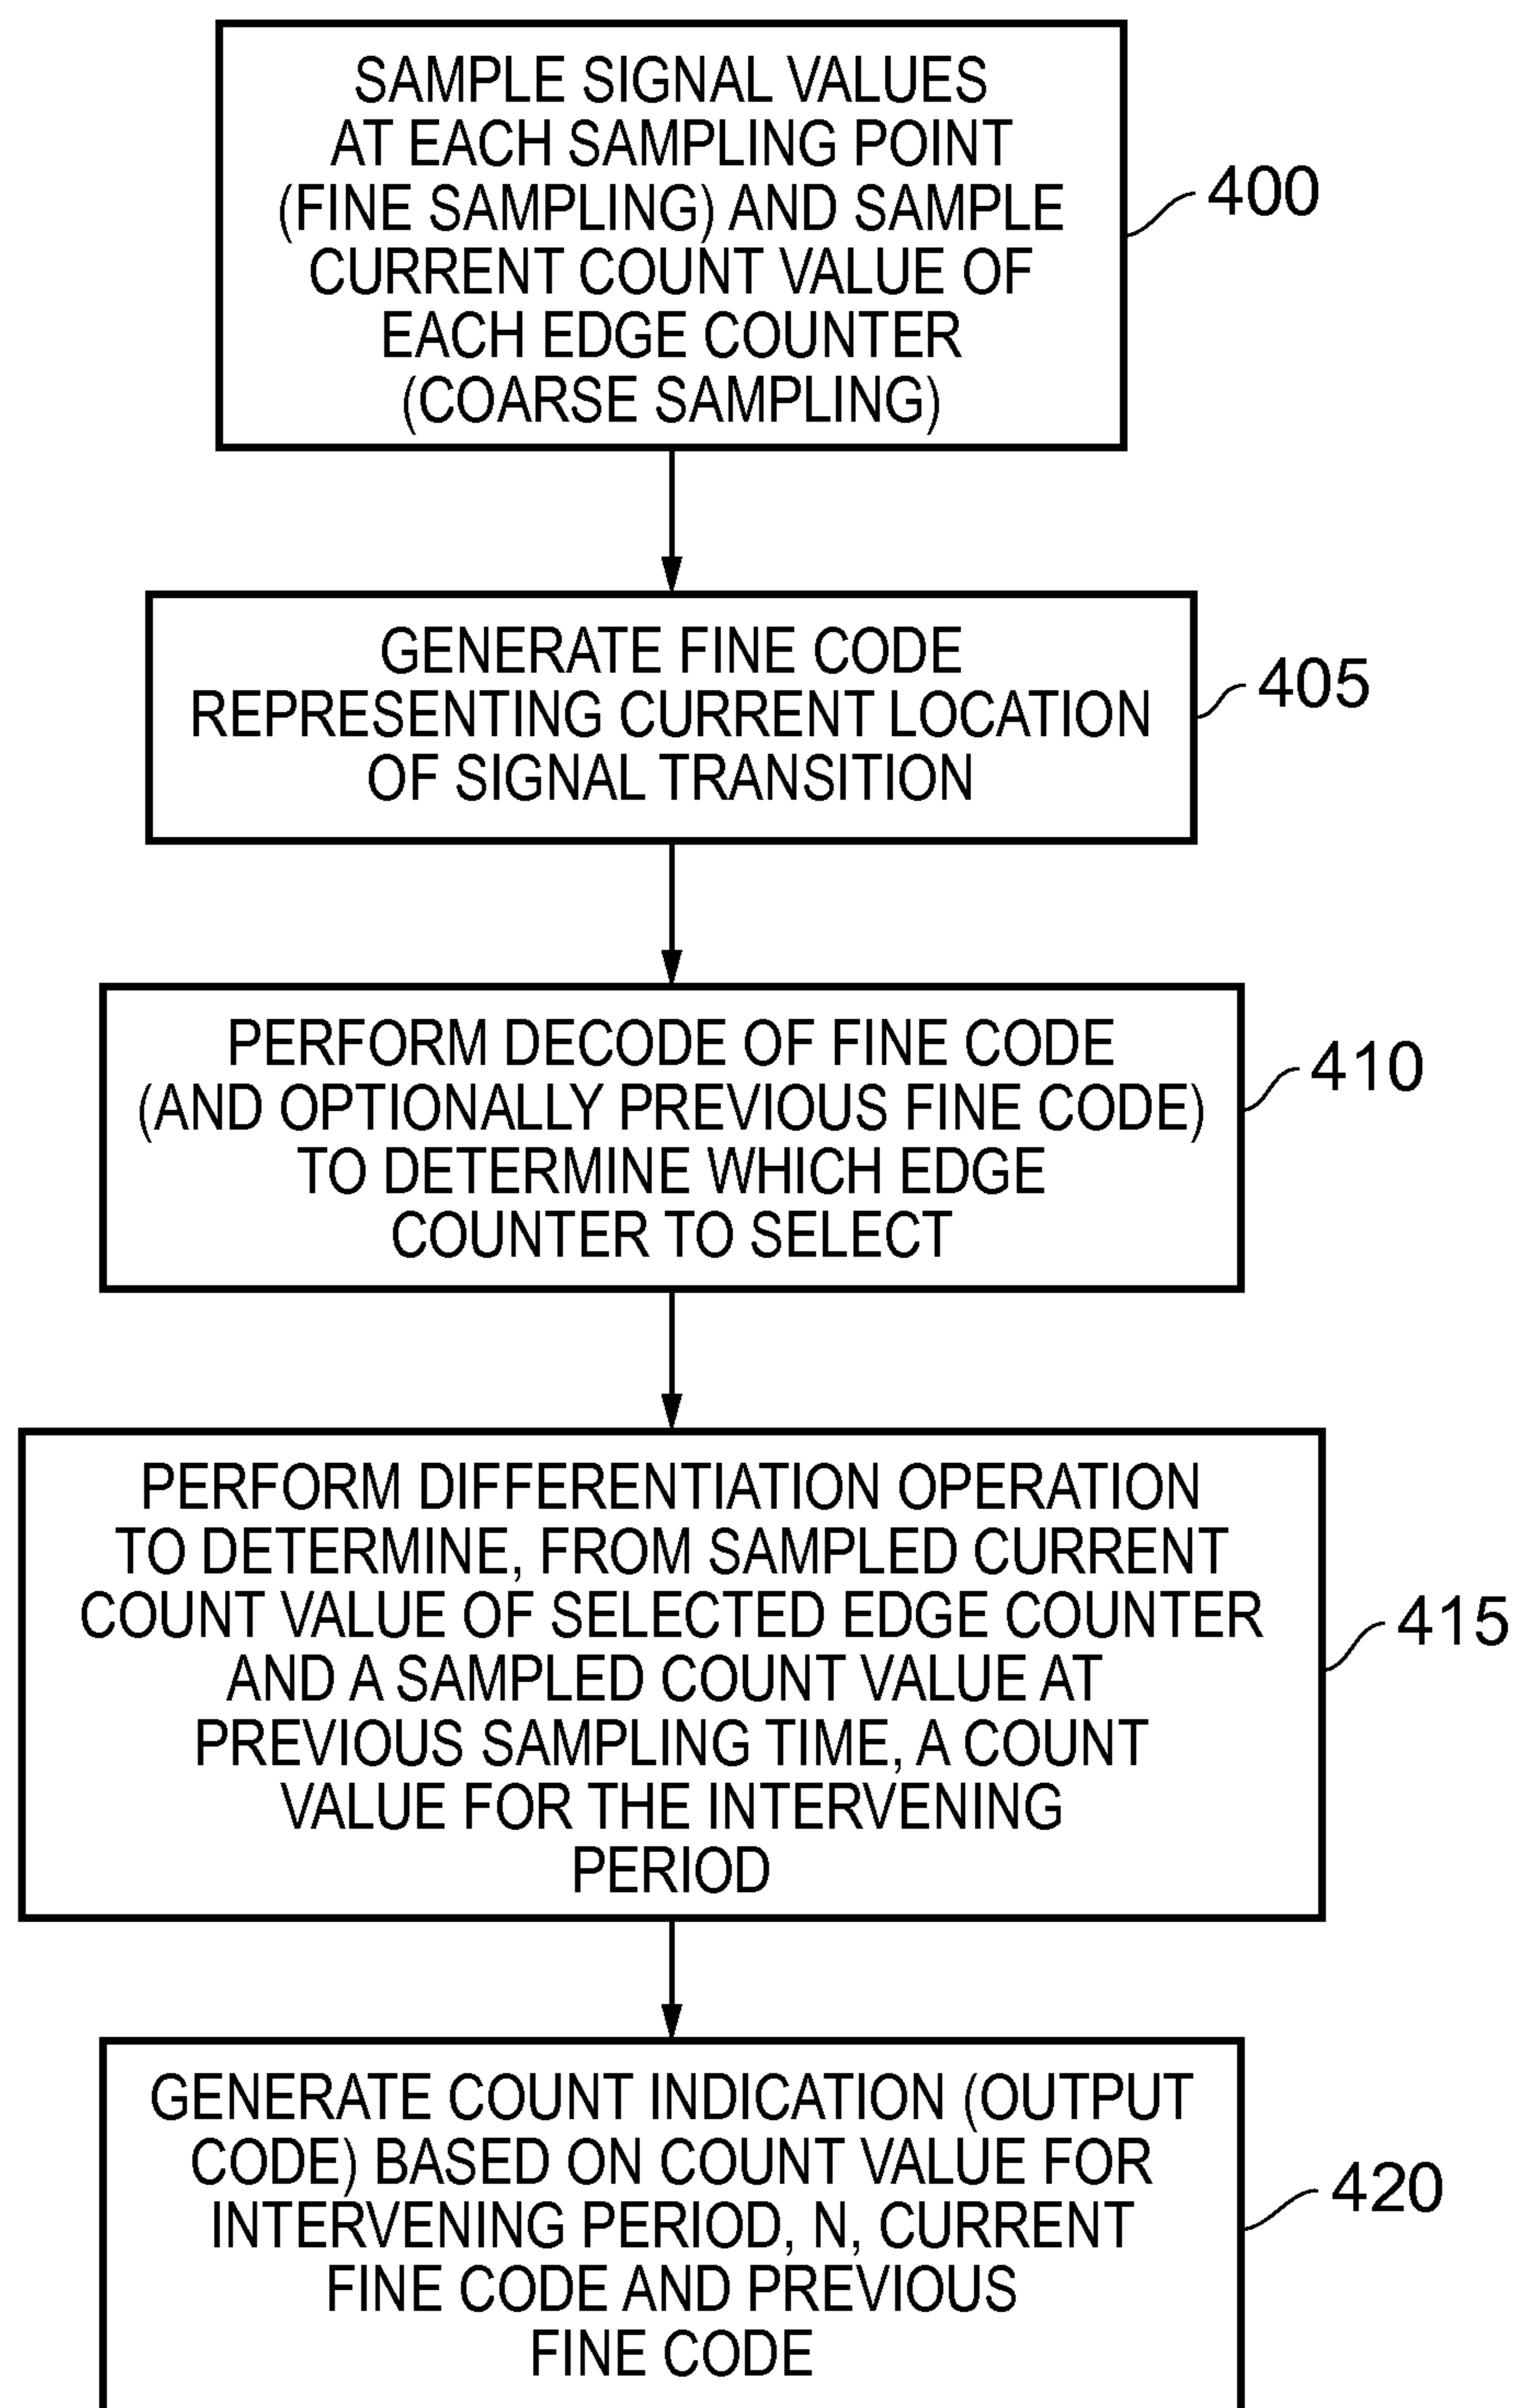 SAMPLE SIGNAL VALUES
AT EACH SAMPLING POINT
(FINE SAMPLING) AND SAMPLE
CURRENT COUNT VALUE OF
EACH EDGE COUNTER
(COARSE SAMPLING)
400
GENERATE FINE CODE
REPRESENTING CURRENT LOCATION
OF SIGNAL TRANSITION
405
PERFORM DECODE OF FINE CODE
(AND OPTIONALLY PREVIOUS FINE CODE)
TO DETERMINE WHICH EDGE
COUNTER TO SELECT
410
PERFORM DIFFERENTIATION OPERATION
TO DETERMINE, FROM SAMPLED CURRENT
COUNT VALUE OF SELECTED EDGE COUNTER
AND A SAMPLED COUNT VALUE AT
PREVIOUS SAMPLING TIME, A COUNT
VALUE FOR THE INTERVENING
PERIOD
415
GENERATE COUNT INDICATION (OUTPUT
CODE) BASED ON COUNT VALUE FOR
INTERVENING PERIOD, N, CURRENT
FINE CODE AND PREVIOUS
FINE CODE
420